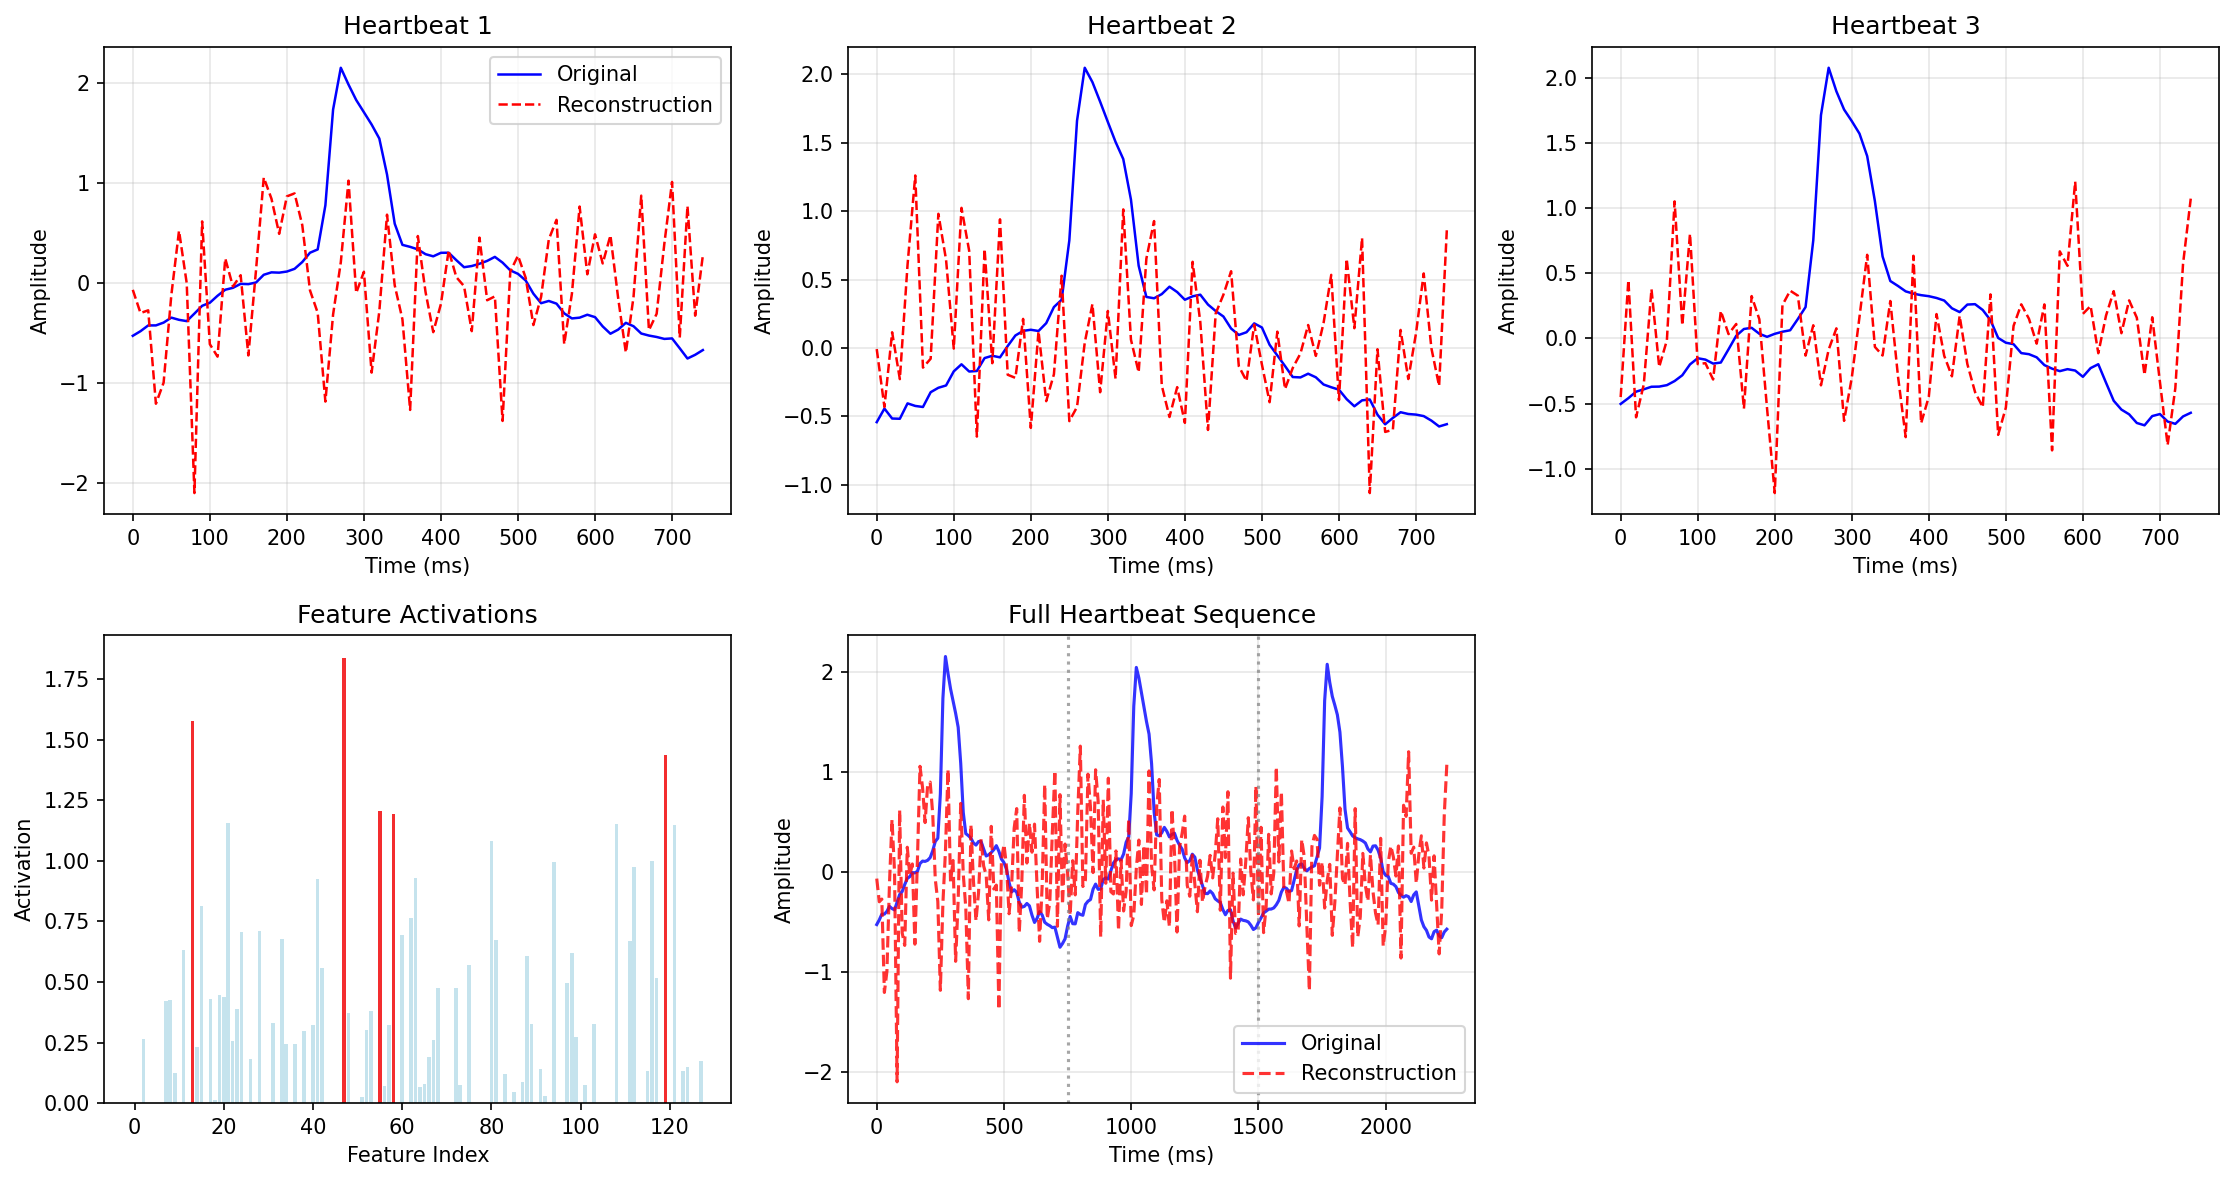 Heartbeat 1
Original
Reconstruction
Amplitude
2
1
0
−1
−2
0 100 200 300 400 500 600 700
Time (ms)
Heartbeat 2
Amplitude
2.0
1.5
1.0
0.5
0.0
−0.5
−1.0
0 100 200 300 400 500 600 700
Time (ms)
Heartbeat 3
Amplitude
2.0
1.5
1.0
0.5
0.0
−0.5
−1.0
0 100 200 300 400 500 600 700
Time (ms)
Feature Activations
Activation
1.75
1.50
1.25
1.00
0.75
0.50
0.25
0.00
0 20 40 60 80 100 120
Feature Index
Full Heartbeat Sequence
Amplitude
2
1
0
−1
−2
Original
Reconstruction
0 500 1000 1500 2000
Time (ms)